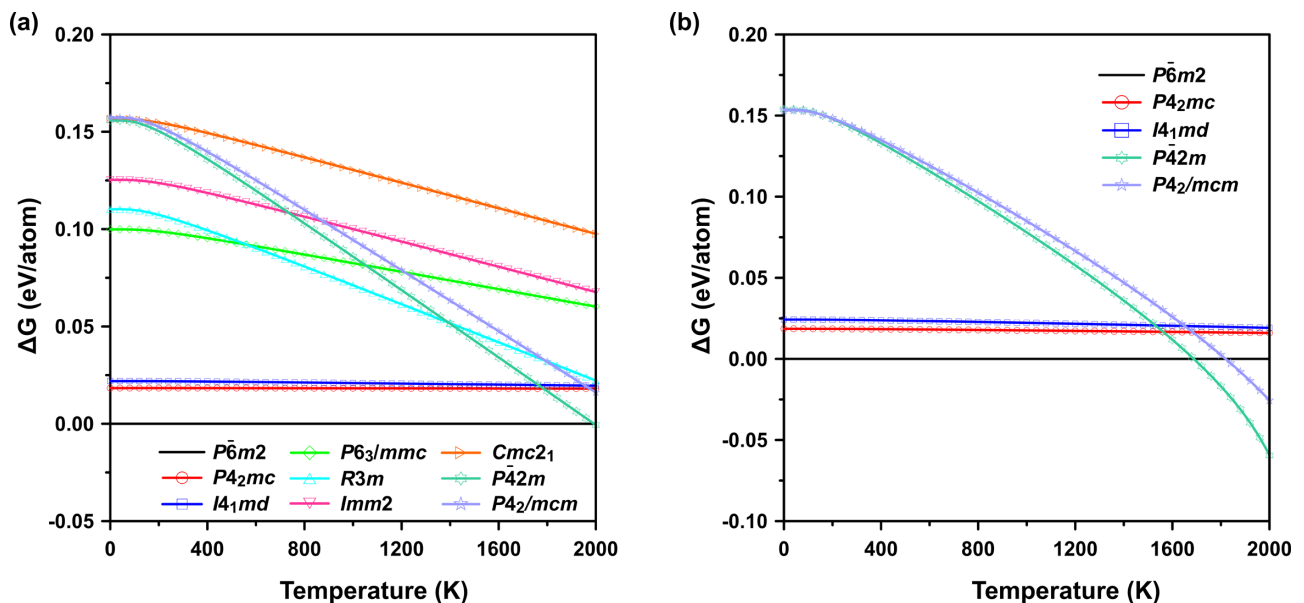 (a)
0.20
0.15
0.10
0.05
0.00
-0.05
ΔG (eV/atom)
P6̄m2
P4₂mc
I4₁md
P6₃/mmc
R3m
Imm2
Cmc2₁
P4̄2m
P4₂/mcm
0 400 800 1200 1600 2000
Temperature (K)
(b)
0.20
0.15
0.10
0.05
0.00
-0.05
-0.10
ΔG (eV/atom)
P6̄m2
P4₂mc
I4₁md
P4̄2m
P4₂/mcm
0 400 800 1200 1600 2000
Temperature (K)